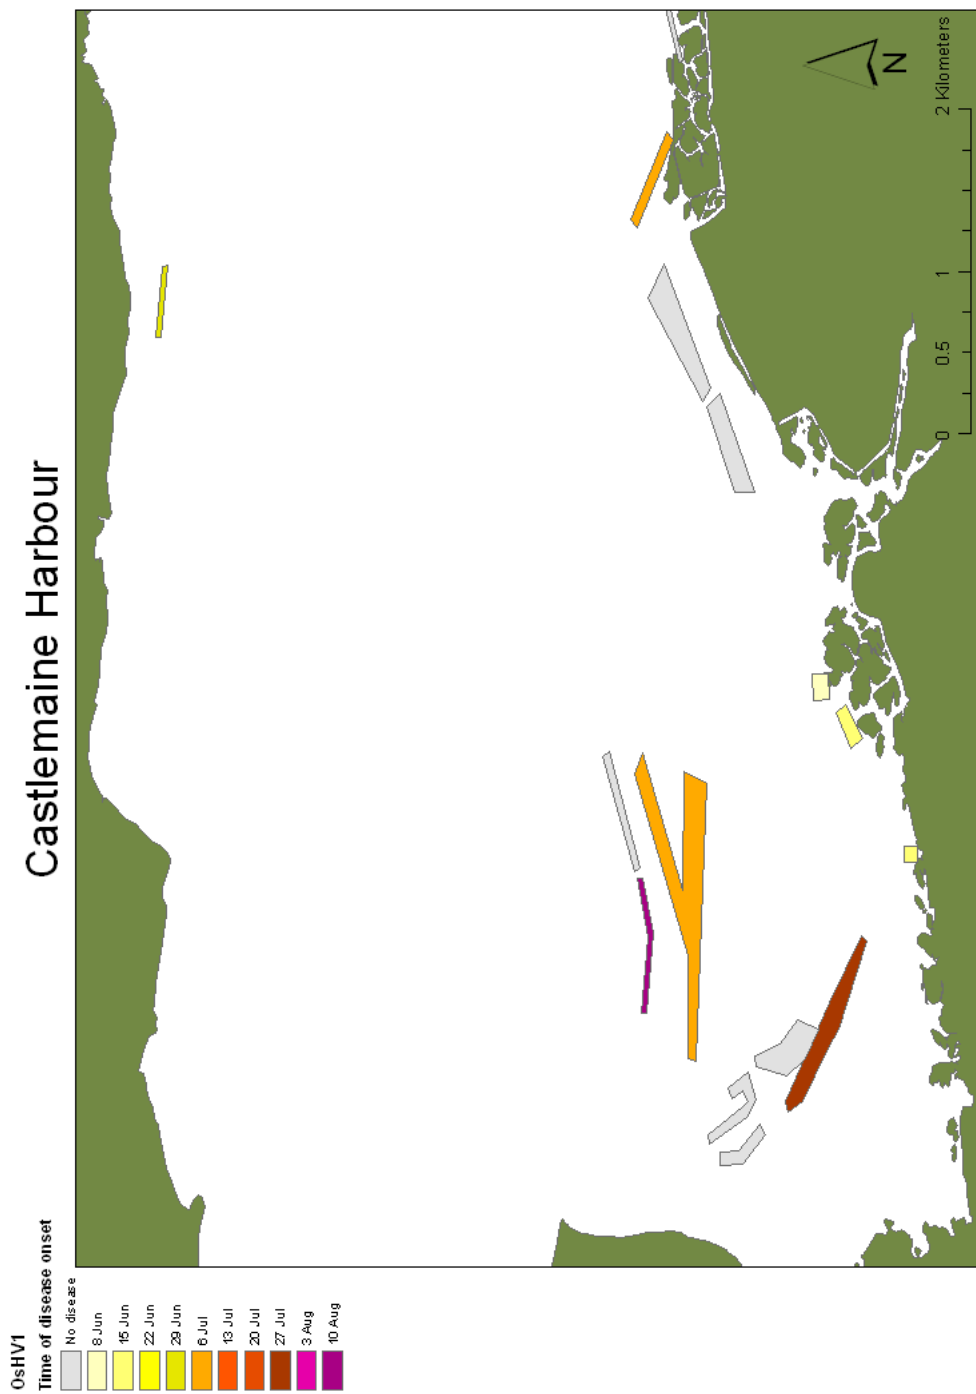 Castlemaine Harbour
OsHV1
Time of disease onset
No disease
8 Jun
15 Jun
22 Jun
29 Jun
6 Jul
13 Jul
20 Jul
27 Jul
3 Aug
10 Aug
N
0 0.5 1 2 Kilometers